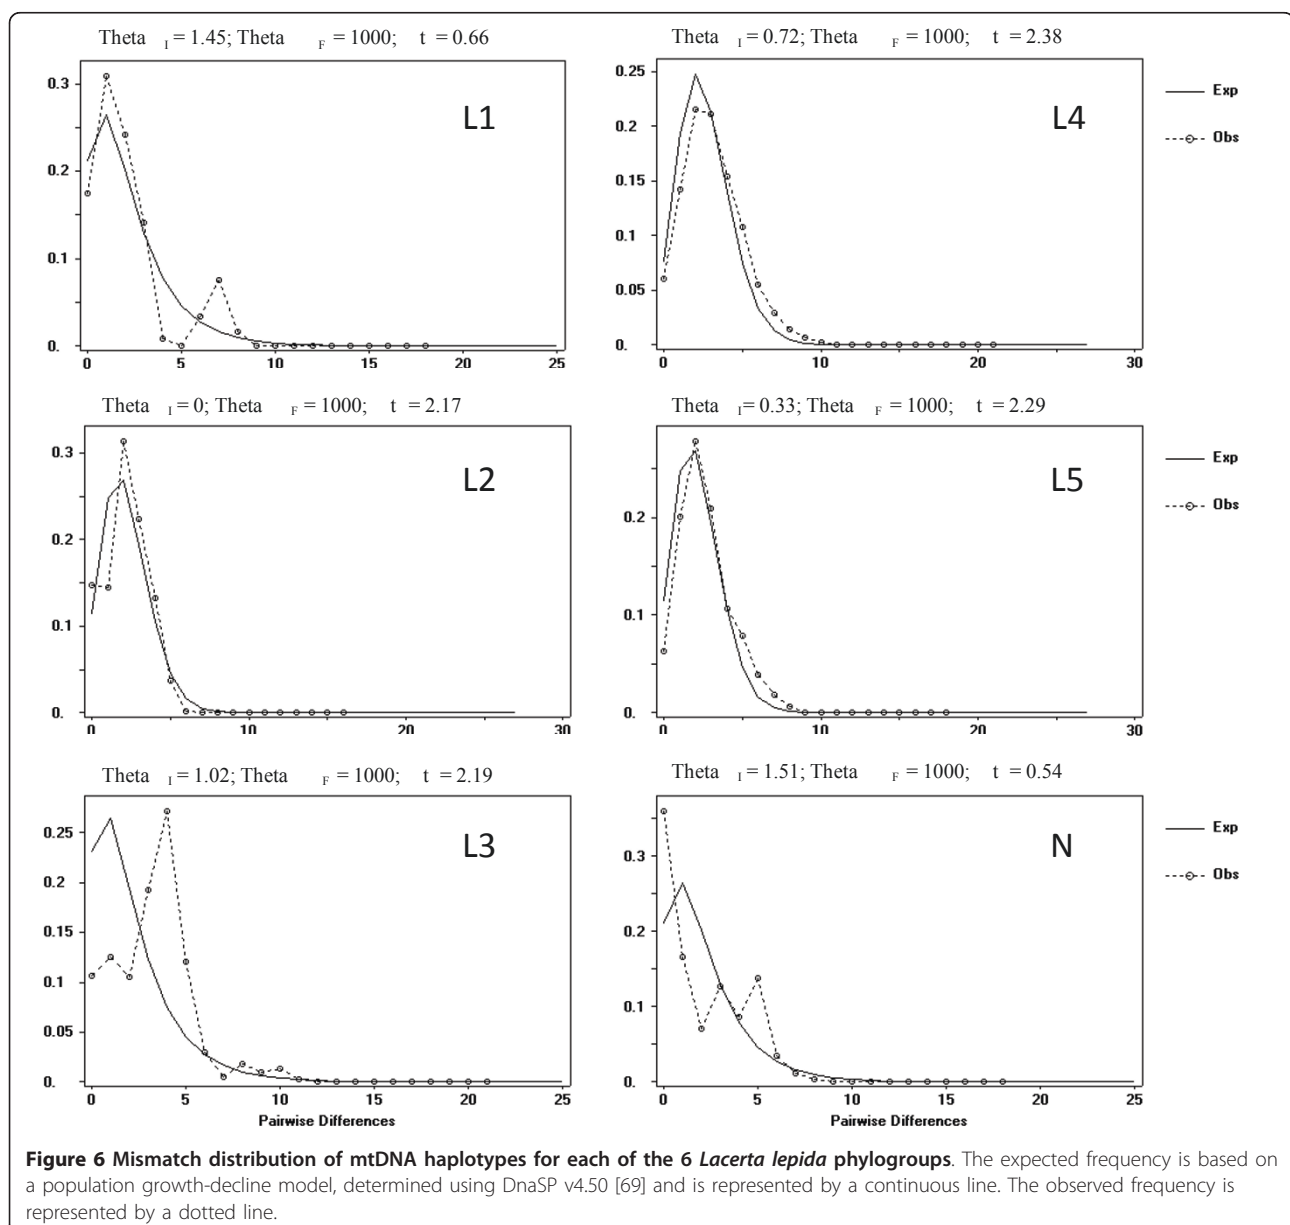 Theta I = 1.45; Theta F = 1000; t = 0.66
0.3
0.2
0.1
0.
0 5 10 15 20 25
L1
Theta I = 0.72; Theta F = 1000; t = 2.38
0.25
0.2
0.15
0.1
0.05
0.
0 10 20 30
L4
Exp
Obs
Theta I = 0; Theta F = 1000; t = 2.17
0.3
0.2
0.1
0.
0 10 20 30
L2
Theta I= 0.33; Theta F = 1000; t = 2.29
0.2
0.1
0.
0 10 20 30
L5
Exp
Obs
Theta I = 1.02; Theta F = 1000; t = 2.19
0.25
0.2
0.15
0.1
0.05
0.
0 5 10 15 20 25
Pairwise Differences
L3
Theta I = 1.51; Theta F = 1000; t = 0.54
0.3
0.2
0.1
0.
0 5 10 15 20 25
Pairwise Differences
N
Exp
Obs
Figure 6 Mismatch distribution of mtDNA haplotypes for each of the 6 Lacerta lepida phylogroups. The expected frequency is based on
a population growth-decline model, determined using DnaSP v4.50 [69] and is represented by a continuous line. The observed frequency is
represented by a dotted line.